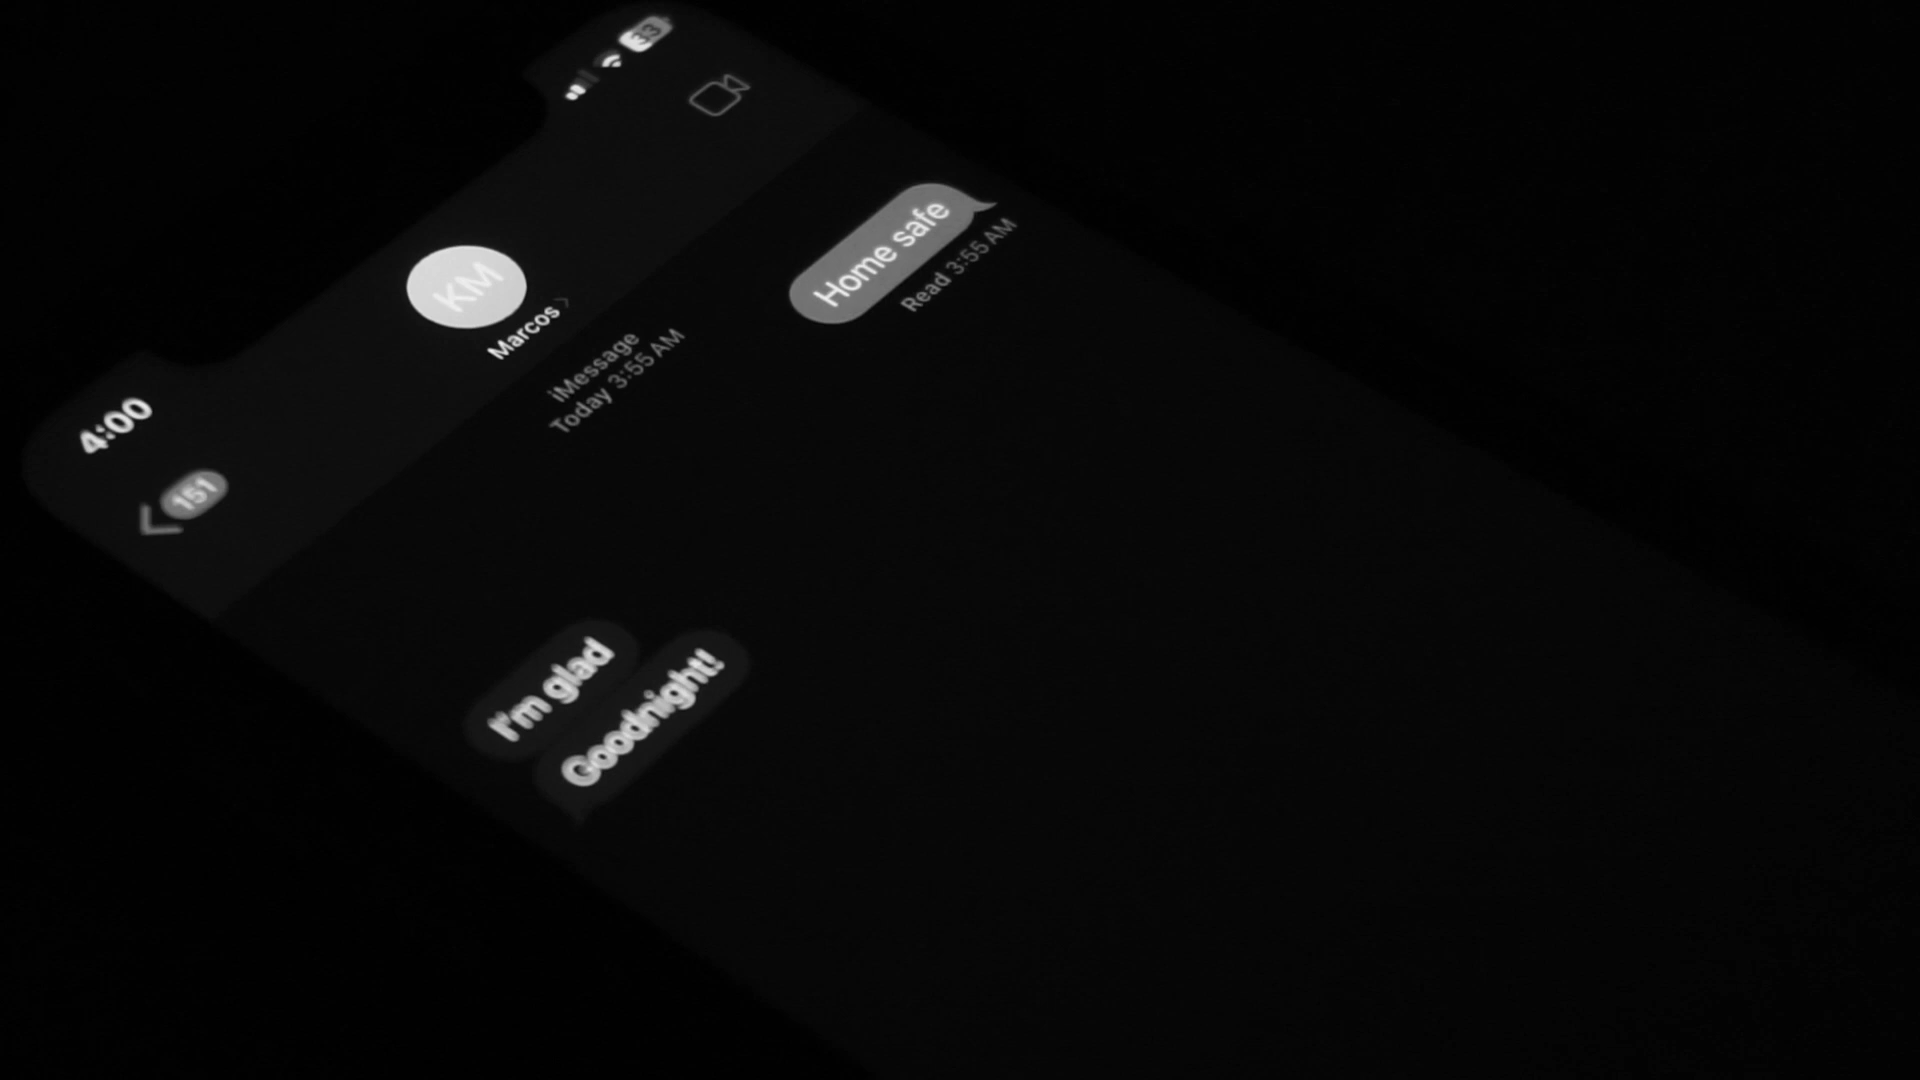 4:00
33
151
KM
Marcos
iMessage
Today 3:55 AM
Home safe
Read 3:55 AM
I'm glad
Goodnight!